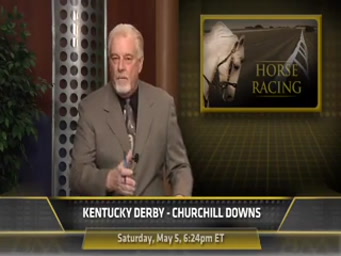 HORSE
RACING
KENTUCKY DERBY - CHURCHILL DOWNS
Saturday, May 5, 6:24pm ET